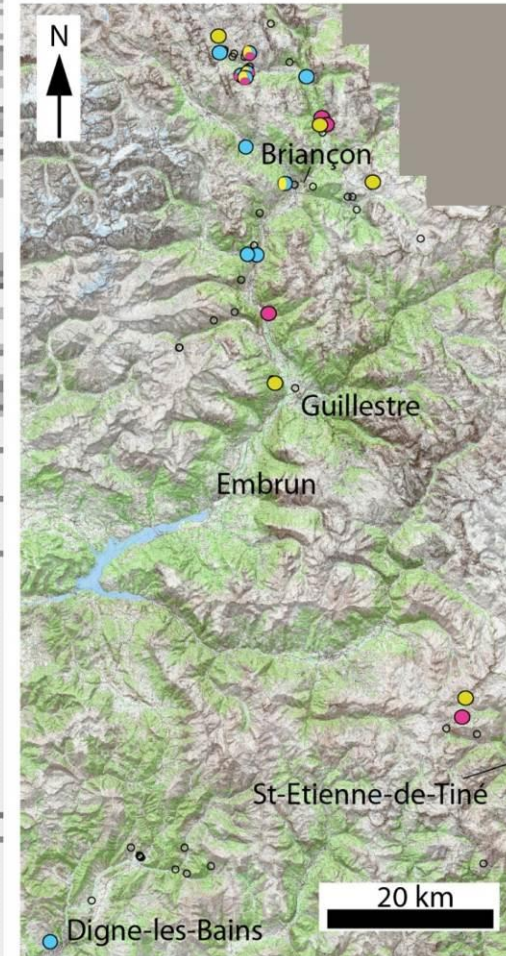 N
Briançon
Guillestre
Embrun
St-Etienne-de-Tiné
20 km
Digne-les-Bains